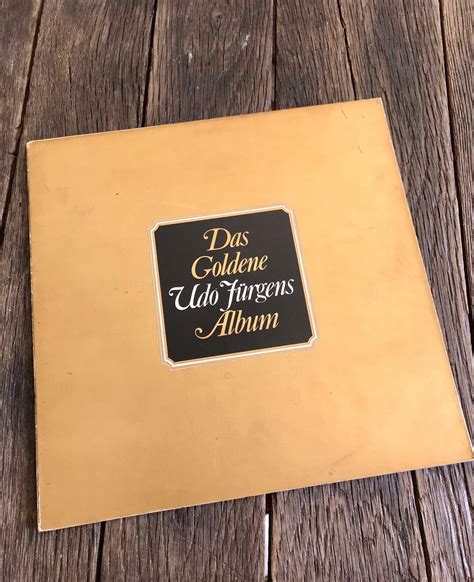 Das
Goldene
Udo Jürgens
Album